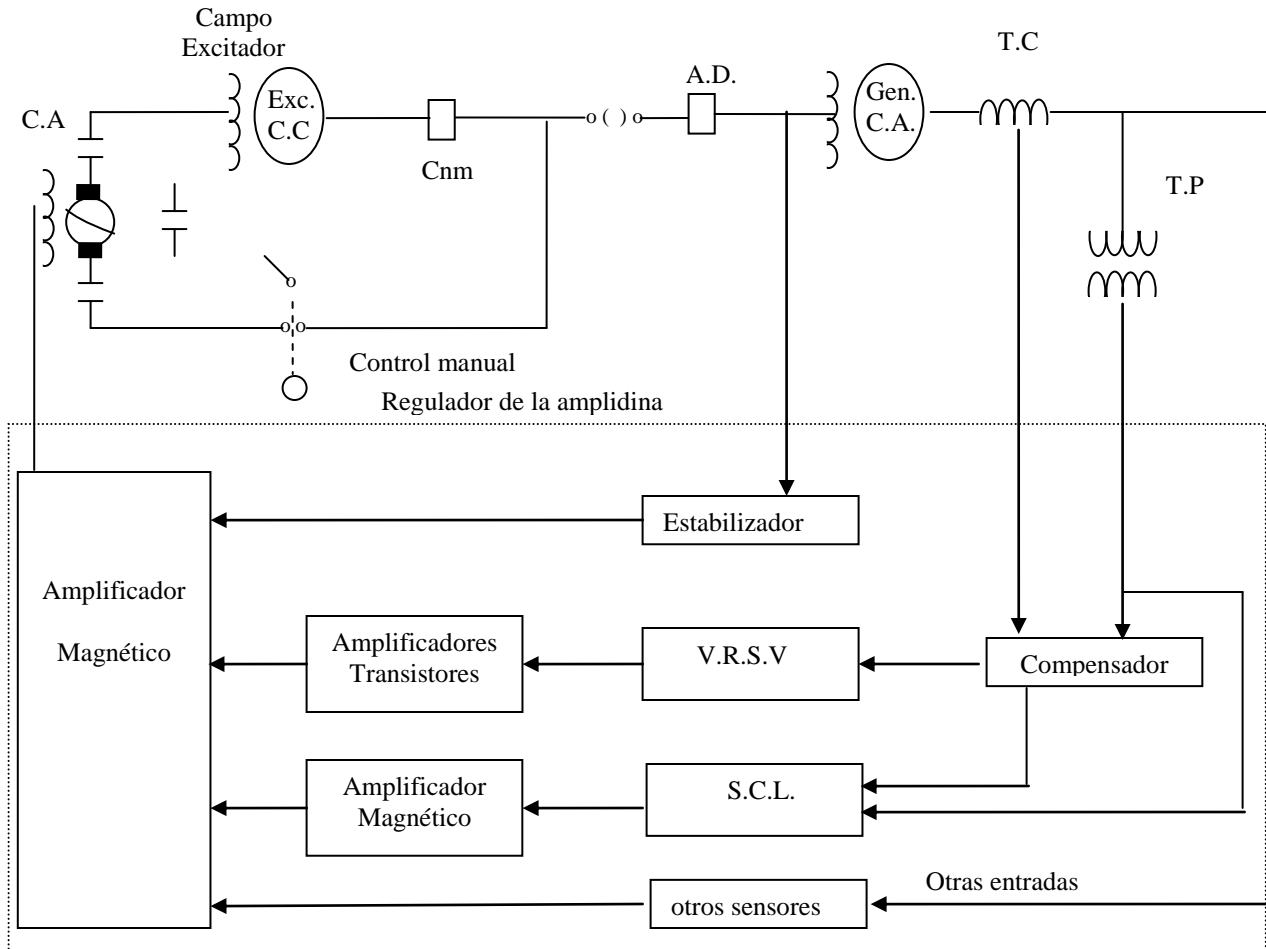 Campo
Excitador
T.C
A.D.
Exc.
C.C
Gen.
C.A.
C.A
Cnm
T.P
o ( ) o
o
o o
Control manual
Regulador de la amplidina
Estabilizador
Amplificador
Magnético
Amplificadores
Transistores
V.R.S.V
Compensador
Amplificador
Magnético
S.C.L.
Otras entradas
otros sensores